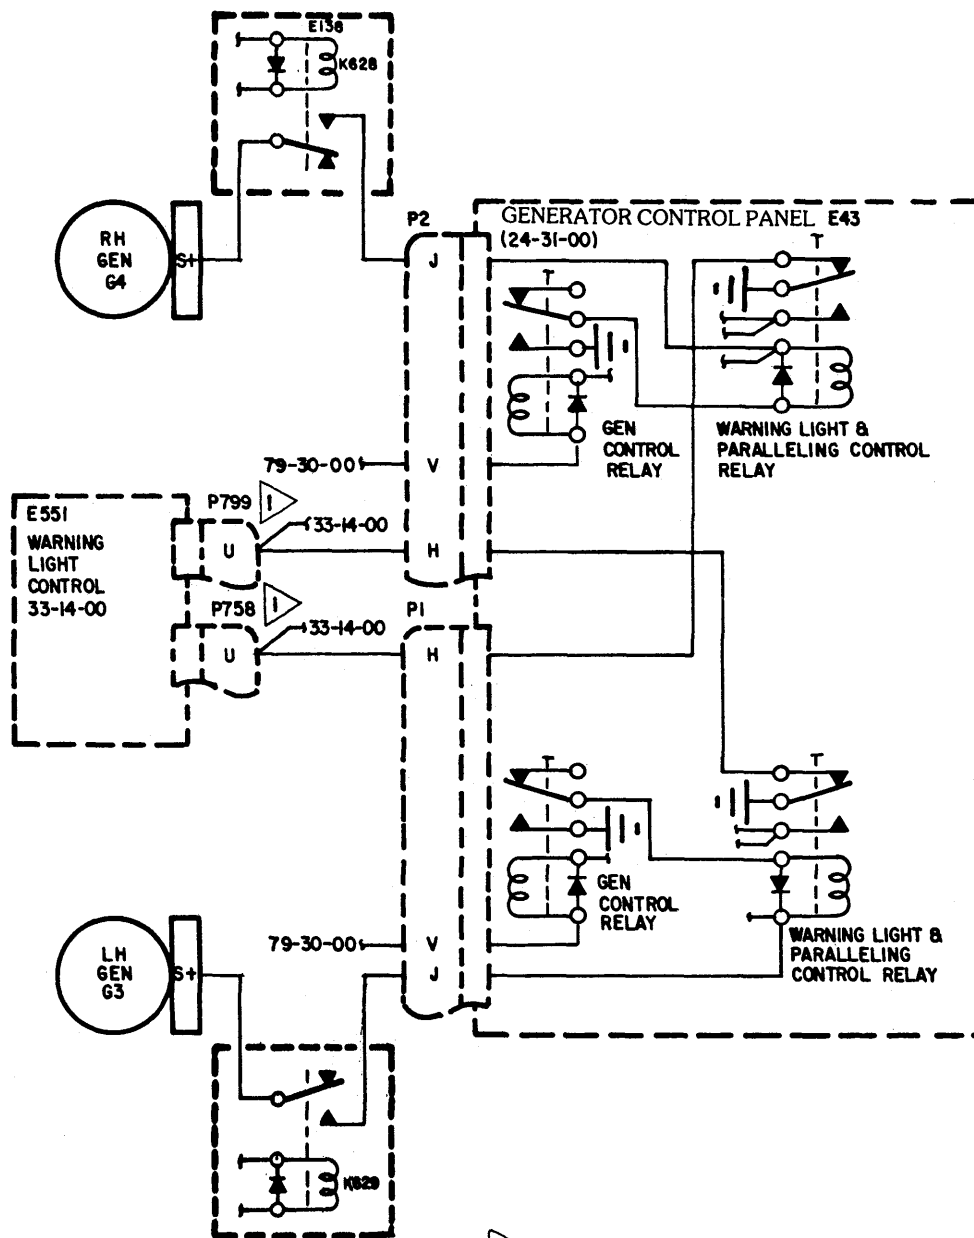 E138
K628
RH
GEN
G4
S+
P2
GENERATOR CONTROL PANEL E43
(24-31-00)
J
GEN
CONTROL
RELAY
WARNING LIGHT &
PARALLELING CONTROL
RELAY
79-30-00
V
E551
WARNING
LIGHT
CONTROL
33-14-00
P799
1
33-14-00
U
H
P758
1
33-14-00
U
P1
H
GEN
CONTROL
RELAY
WARNING LIGHT &
PARALLELING
CONTROL RELAY
79-30-00
V
J
LH
GEN
G3
S+
K629